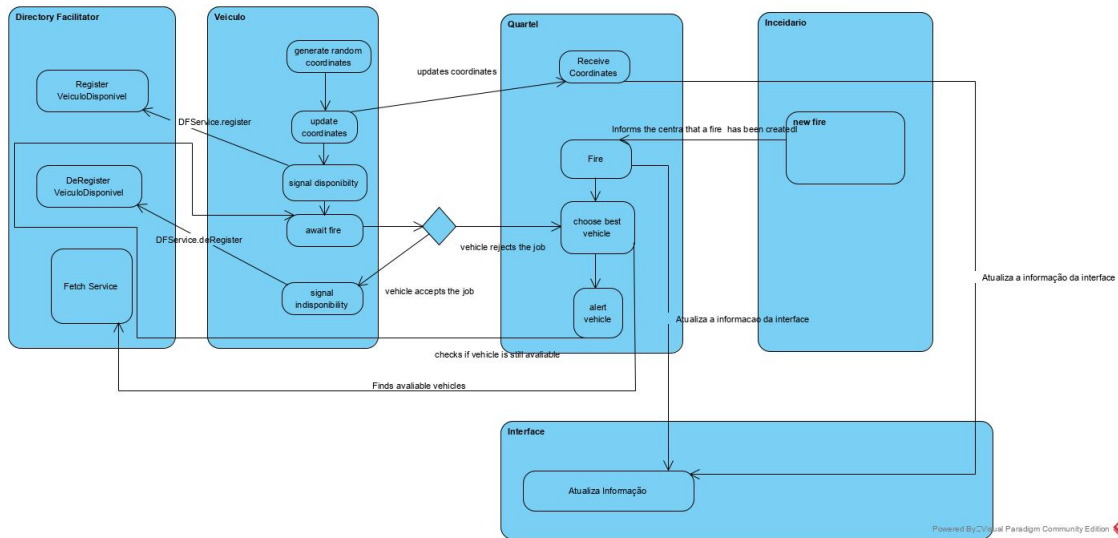 Directory Facilitator
Register
VeiculoDisponivel
DeRegister
VeiculoDisponivel
Fetch Service
Veiculo
generate random
coordinates
update
coordinates
signal disponibilty
await fire
signal
indisponibility
DFService.register
DFService.deRegister
updates coordinates
vehicle rejects the job
vehicle accepts the job
Quartel
Receive
Coordinates
Fire
choose best
vehicle
alert
vehicle
Inceidario
new fire
Informs the centra that a fire has been createdl
Atualiza a informação da interface
Atualiza a informacao da interface
checks if vehicle is still avaliable
Finds avaliable vehicles
Interface
Atualiza Informação
Powered By Visual Paradigm Community Edition